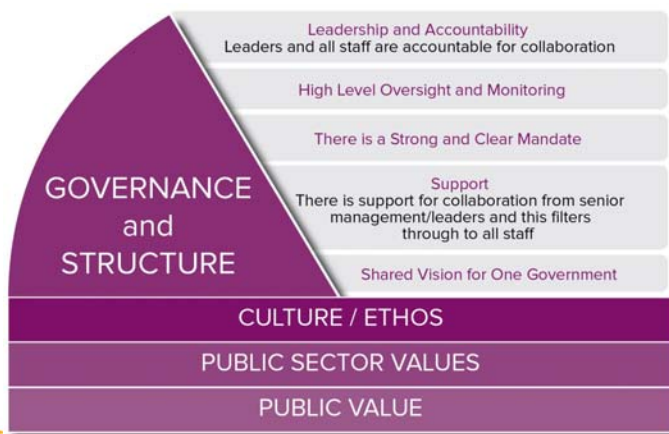 Leadership and Accountability
Leaders and all staff are accountable for collaboration
High Level Oversight and Monitoring
There is a Strong and Clear Mandate
Support
There is support for collaboration from senior
management/leaders and this filters
through to all staff
Shared Vision for One Government
GOVERNANCE
and
STRUCTURE
CULTURE / ETHOS
PUBLIC SECTOR VALUES
PUBLIC VALUE